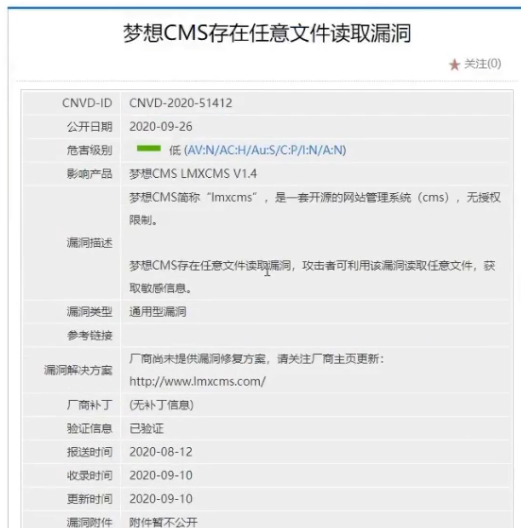 梦想CMS存在任意文件读取漏洞
★ 关注(0)
CNVD-ID CNVD-2020-51412
公开日期 2020-09-26
危害级别 低 (AV:N/AC:H/Au:S/C:P/I:N/A:N)
影响产品 梦想CMS LMXCMS V1.4
梦想CMS简称“lmxcms”，是一套开源的网站管理系统（cms），无授权
限制。
漏洞描述
梦想CMS存在任意文件读取漏洞，攻击者可利用该漏洞读取任意文件，获
取敏感信息。
漏洞类型 通用型漏洞
参考链接
漏洞解决方案 厂商尚未提供漏洞修复方案，请关注厂商主页更新：
http://www.lmxcms.com/
厂商补丁 (无补丁信息)
验证信息 已验证
报送时间 2020-08-12
收录时间 2020-09-10
更新时间 2020-09-10
漏洞附件 附件暂不公开